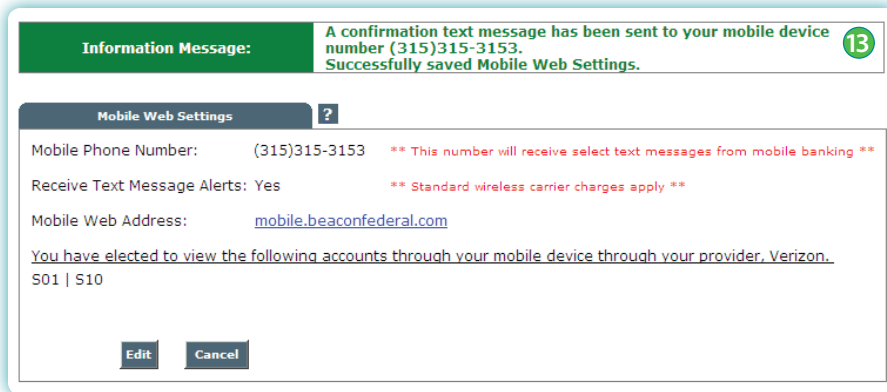 Information Message:
A confirmation text message has been sent to your mobile device
number (315)315-3153.
Successfully saved Mobile Web Settings.
13
Mobile Web Settings
?
Mobile Phone Number: (315)315-3153 ** This number will receive select text messages from mobile banking **
Receive Text Message Alerts: Yes ** Standard wireless carrier charges apply **
Mobile Web Address: mobile.beaconfederal.com
You have elected to view the following accounts through your mobile device through your provider, Verizon.
S01 | S10
Edit Cancel